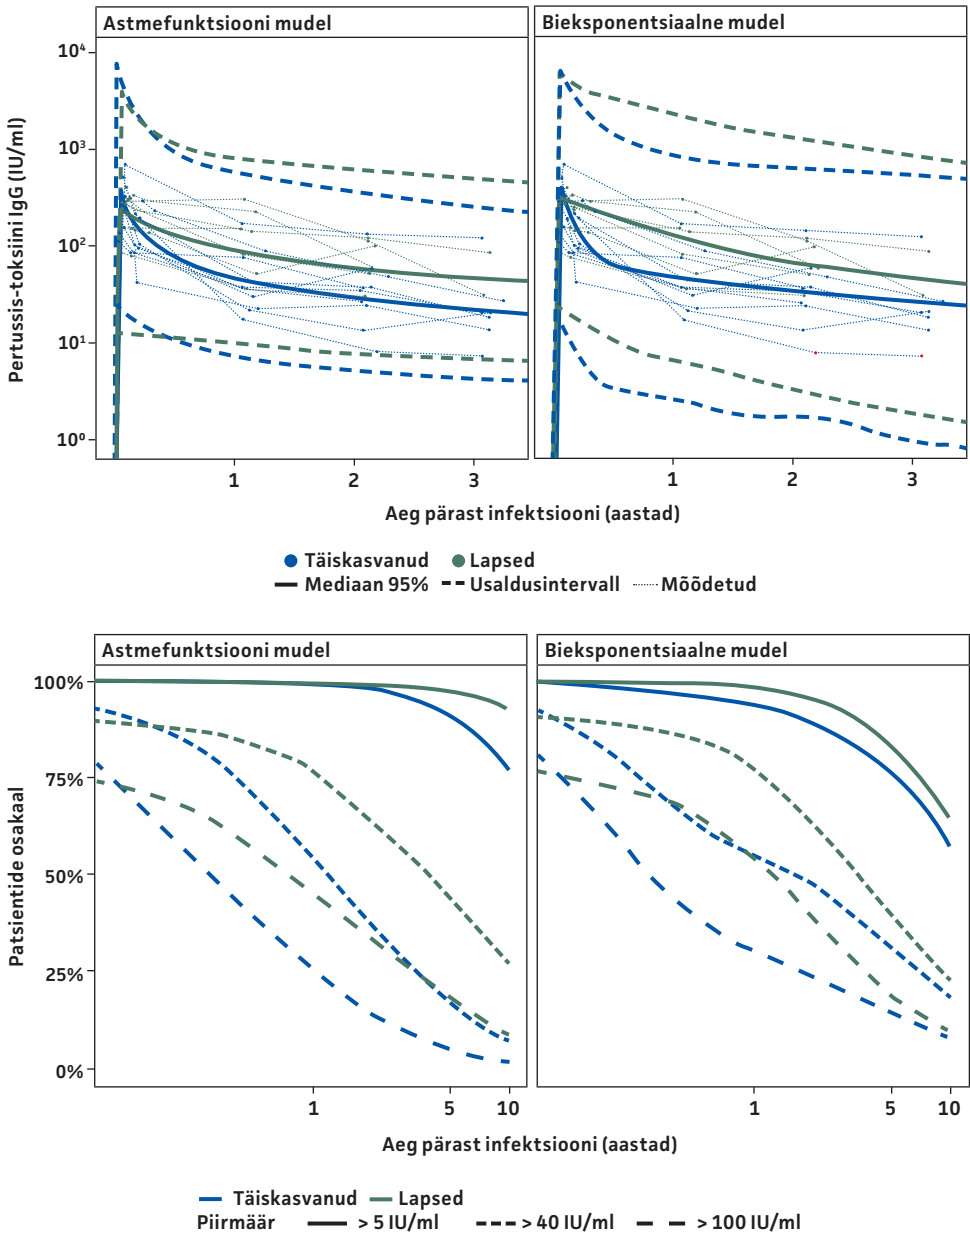 Astmefunktsiooni mudel
Bieksponentsiaalne mudel
Pertussis-toksiini IgG (IU/ml)
10⁴
10³
10²
10¹
10⁰
1 2 3
1 2 3
Aeg pärast infektsiooni (aastad)
Täiskasvanud Lapsed
Mediaan 95% Usaldusintervall Mõõdetud
Astmefunktsiooni mudel
Bieksponentsiaalne mudel
Patsientide osakaal
100%
75%
50%
25%
0%
1 5 10
1 5 10
Aeg pärast infektsiooni (aastad)
Täiskasvanud Lapsed
Piirmäär > 5 IU/ml > 40 IU/ml > 100 IU/ml